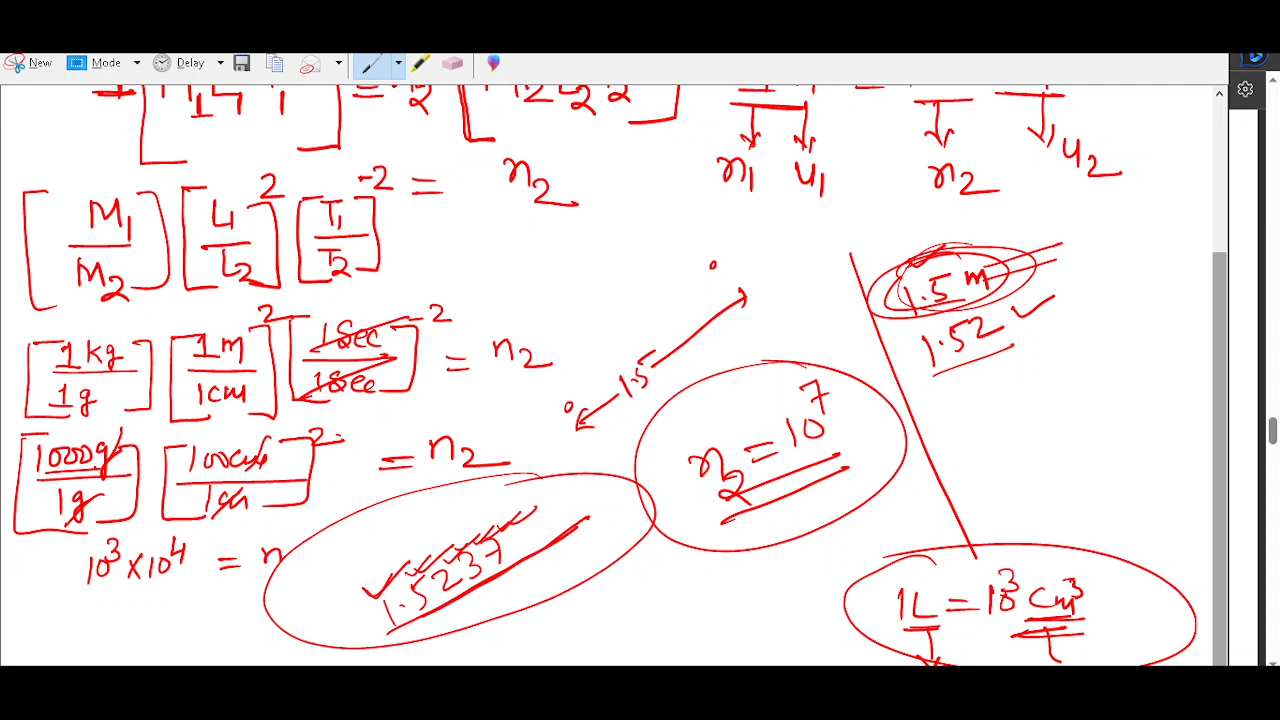 New Mode Delay
n1 u1 n2 u2
[M1/M2] [L1/L2]^2 [T1/T2]^-2 = n2
1.5 m
1.52
[1kg/1g] [1m/1cm]^2 [1sec/1sec]^-2 = n2
1.5
n2 = 10^7
[1000g/1g] [100cm/1cm]^2 = n2
10^3 × 10^4 = n
1.5237
1L = 10^3 cm^3